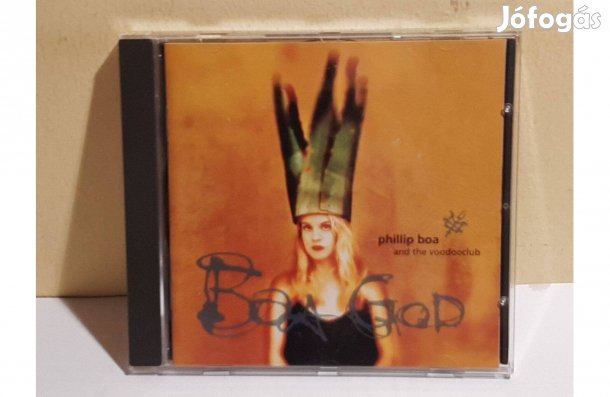 Jófogás
phillip boa
and the voodooclub
Boa God